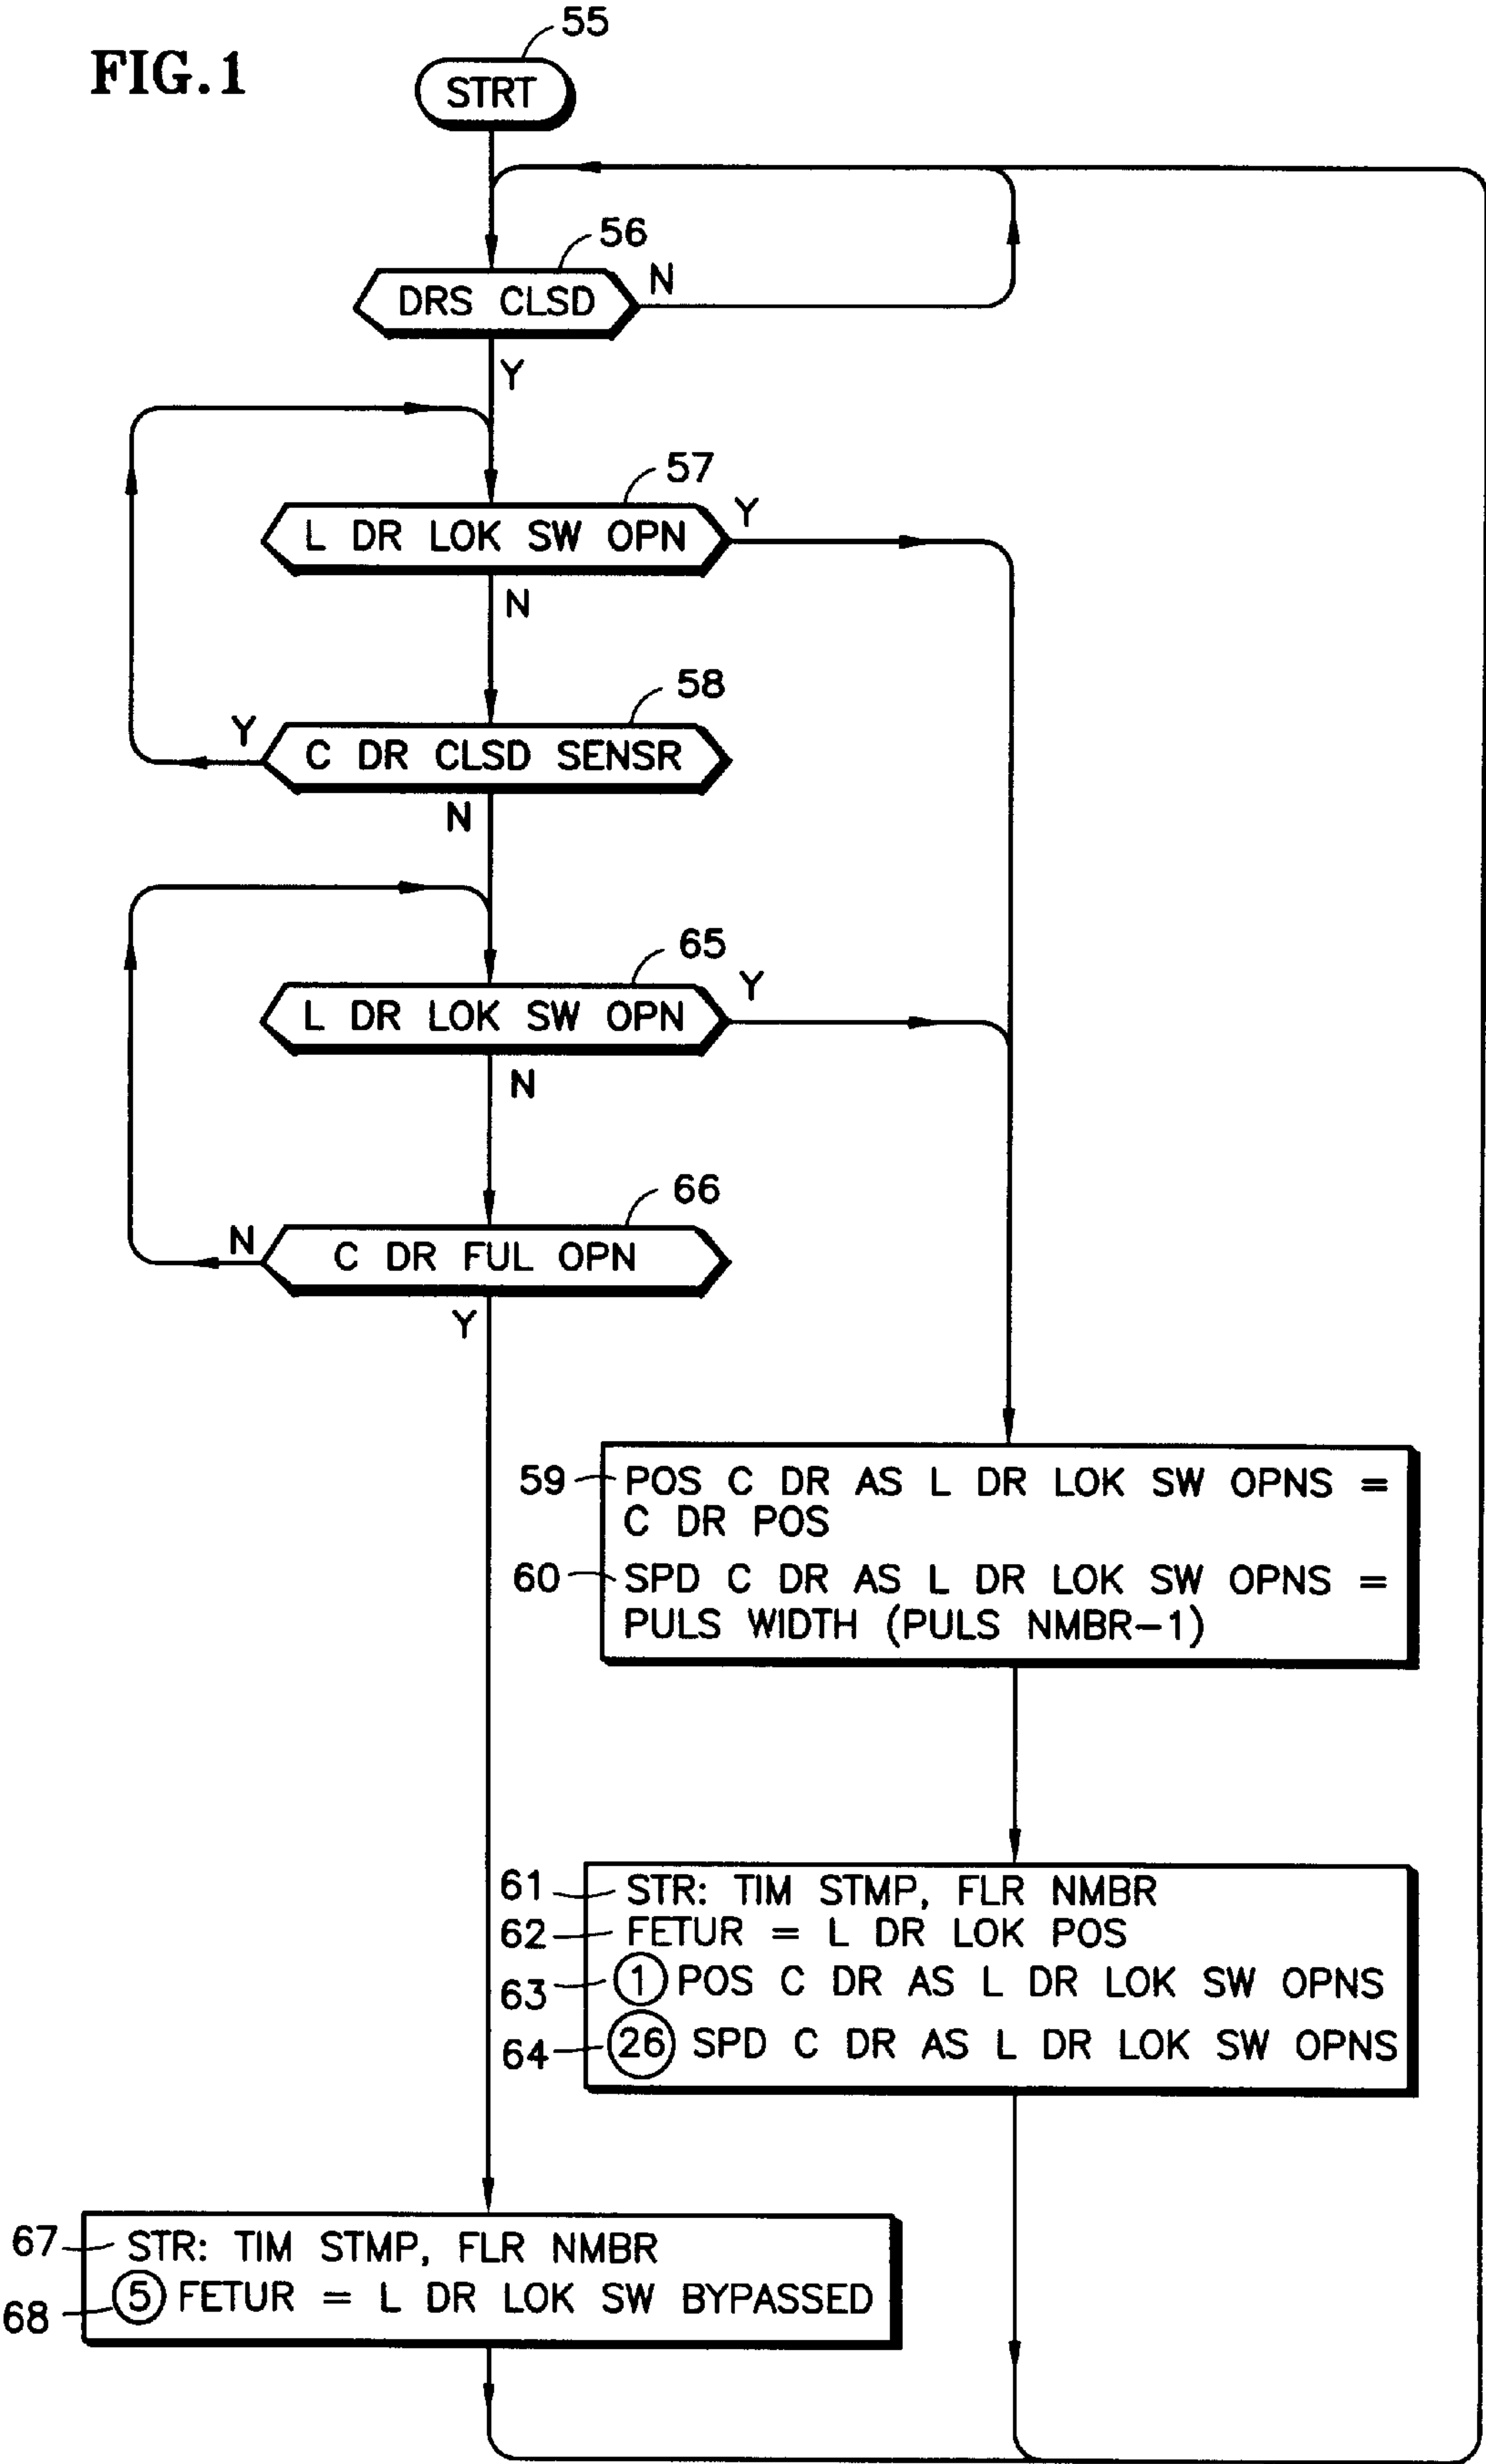 FIG.1
55
STRT
56
DRS CLSD
N
Y
57
L DR LOK SW OPN
Y
N
58
Y
C DR CLSD SENSR
N
65
L DR LOK SW OPN
Y
N
66
N
C DR FUL OPN
Y
59
POS C DR AS L DR LOK SW OPNS =
C DR POS
60
SPD C DR AS L DR LOK SW OPNS =
PULS WIDTH (PULS NMBR-1)
61
STR: TIM STMP, FLR NMBR
62
FETUR = L DR LOK POS
63
1 POS C DR AS L DR LOK SW OPNS
64
26 SPD C DR AS L DR LOK SW OPNS
67
STR: TIM STMP, FLR NMBR
68
5 FETUR = L DR LOK SW BYPASSED